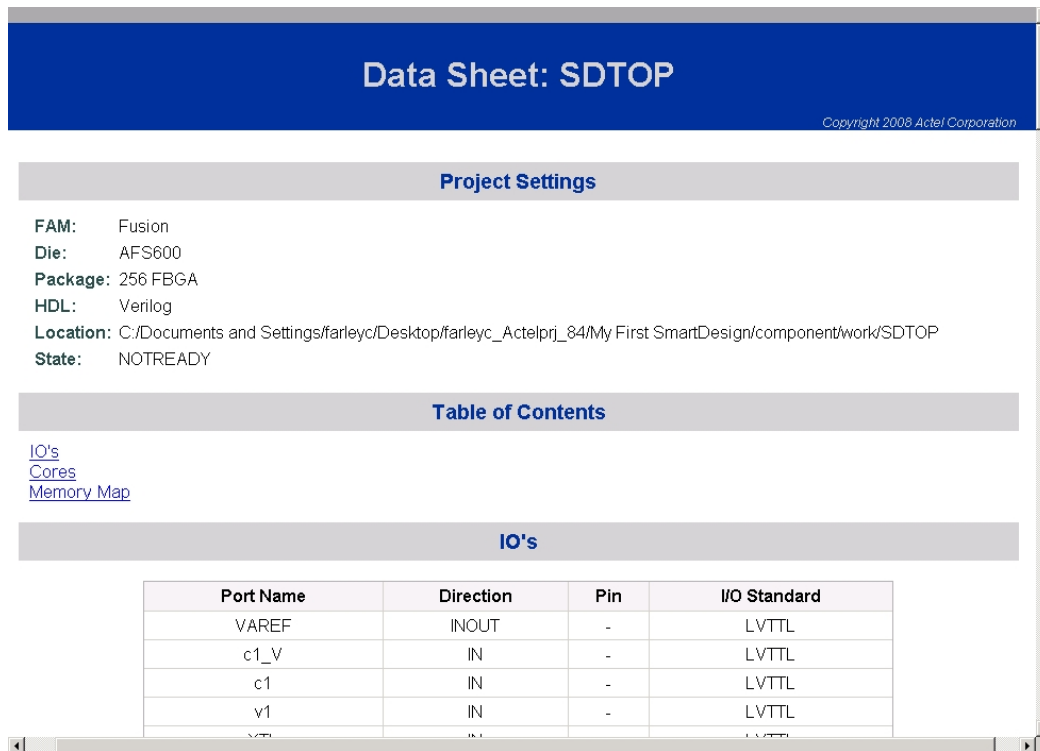 Data Sheet: SDTOP
Copyright 2008 Actel Corporation
Project Settings
FAM: Fusion
Die: AFS600
Package: 256 FBGA
HDL: Verilog
Location: C:/Documents and Settings/farleyc/Desktop/farleyc_Actelprj_84/My First SmartDesign/component/work/SDTOP
State: NOTREADY
Table of Contents
IO's
Cores
Memory Map
IO's
Port Name Direction Pin I/O Standard
VAREF INOUT - LVTTL
c1_V IN - LVTTL
c1 IN - LVTTL
v1 IN - LVTTL